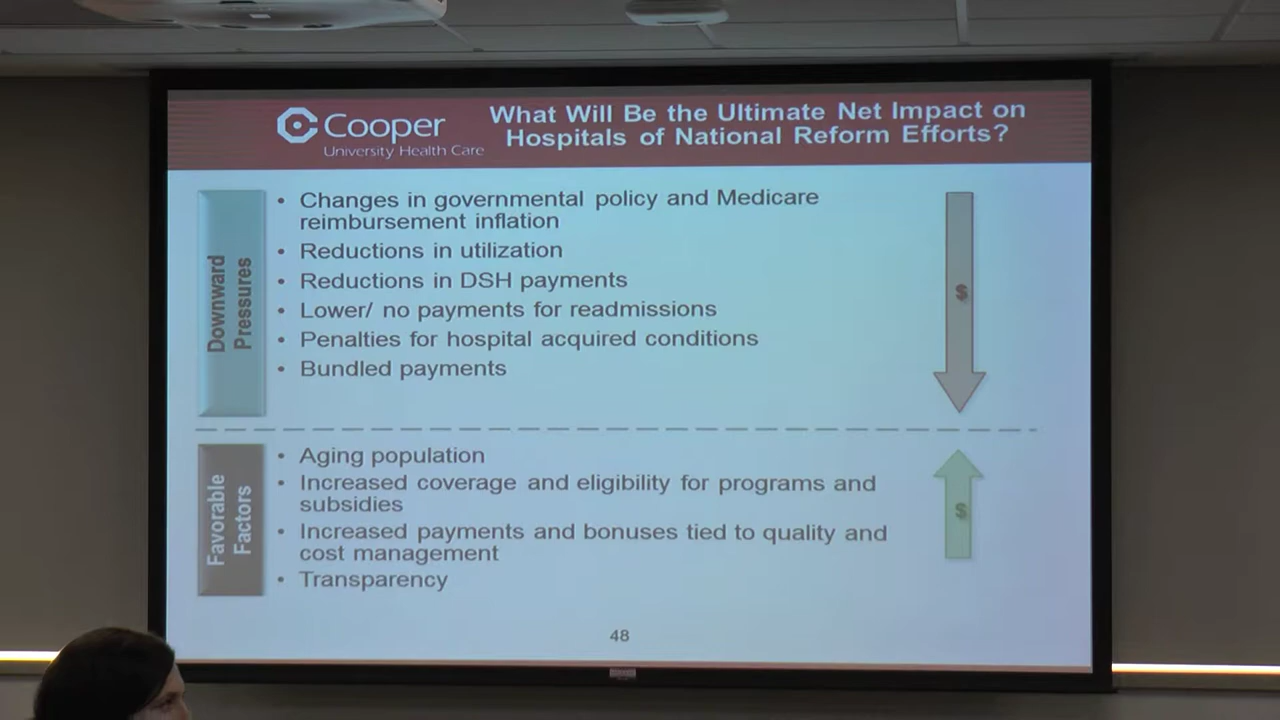 Cooper
University Health Care
What Will Be the Ultimate Net Impact on
Hospitals of National Reform Efforts?
Downward
Pressures
• Changes in governmental policy and Medicare
reimbursement inflation
• Reductions in utilization
• Reductions in DSH payments
• Lower/ no payments for readmissions
• Penalties for hospital acquired conditions
• Bundled payments
$
Favorable
Factors
• Aging population
• Increased coverage and eligibility for programs and
subsidies
• Increased payments and bonuses tied to quality and
cost management
• Transparency
$
48